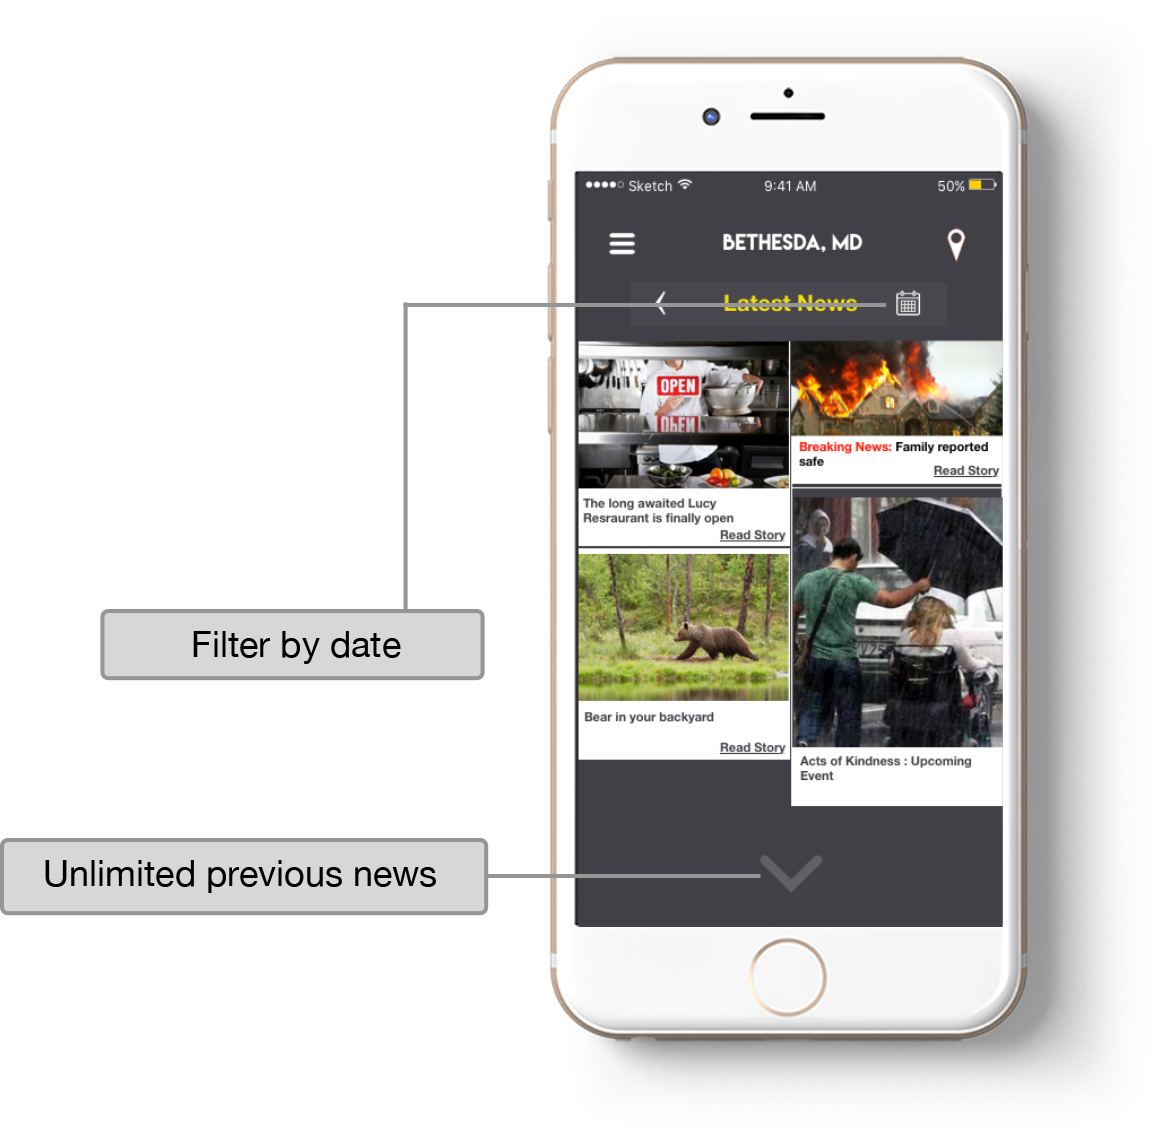 Sketch
9:41 AM
50%
BETHESDA, MD
Latest News
OPEN
OPEN
Breaking News: Family reported
safe
Read Story
The long awaited Lucy
Resraurant is finally open
Read Story
Filter by date
Bear in your backyard
Read Story
Acts of Kindness : Upcoming
Event
Unlimited previous news